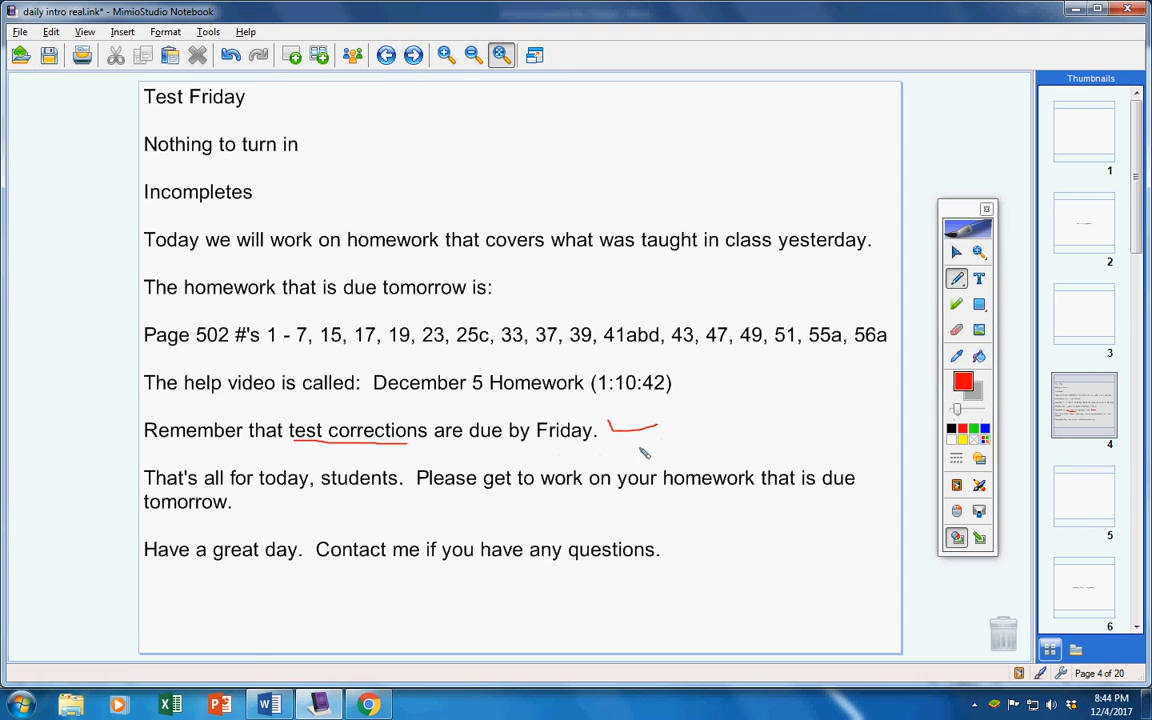 daily intro real.ink* - MimioStudio Notebook
File Edit View Insert Format Tools Help
Test Friday
Nothing to turn in
Incompletes
Today we will work on homework that covers what was taught in class yesterday.
The homework that is due tomorrow is:
Page 502 #'s 1 - 7, 15, 17, 19, 23, 25c, 33, 37, 39, 41abd, 43, 47, 49, 51, 55a, 56a
The help video is called:  December 5 Homework (1:10:42)
Remember that test corrections are due by Friday.
That's all for today, students.  Please get to work on your homework that is due
tomorrow.
Have a great day.  Contact me if you have any questions.
Thumbnails
1
2
3
4
5
6
Page 4 of 20
8:44 PM
12/4/2017